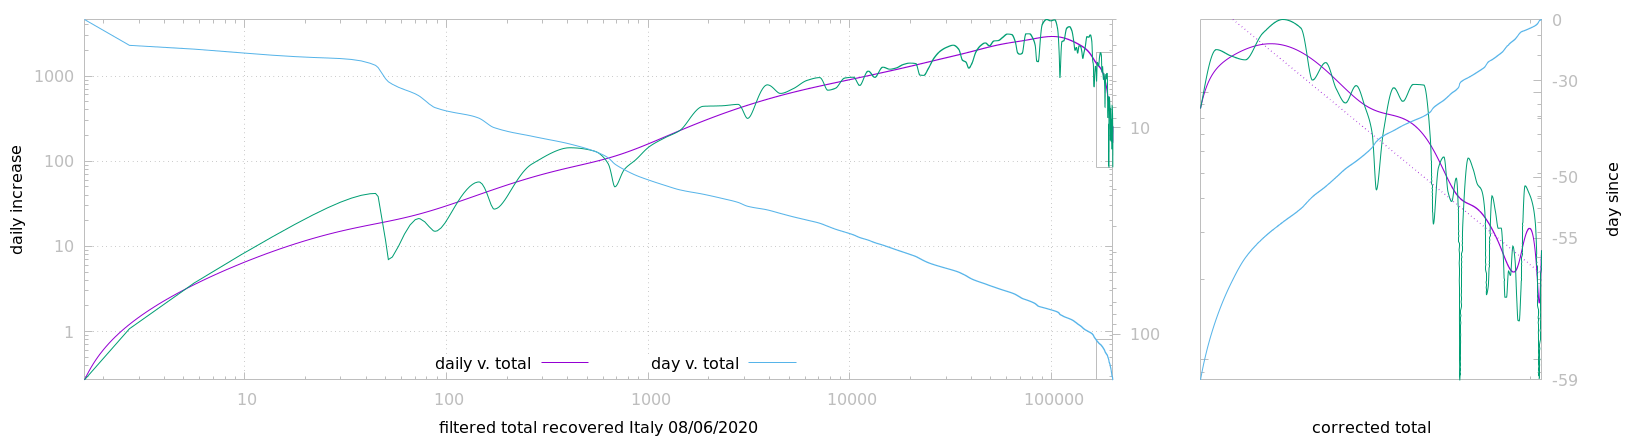 daily increase
1000
100
10
1
10
100
1000
10000
100000
10
100
daily v. total
day v. total
filtered total recovered Italy 08/06/2020
0
-30
-50
-55
-59
day since
corrected total